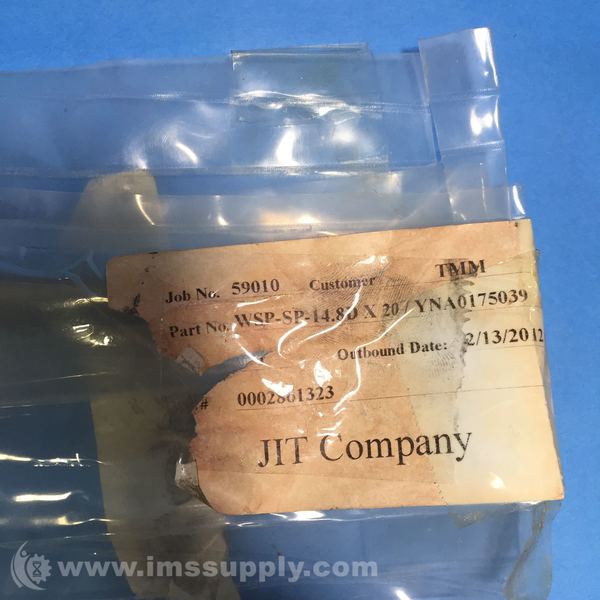 Job No. 59010 Customer TMM
Part No. WSP-SP-14.80 X 20 / YNA0175039
Outbound Date: 2/13/2012
# 0002861323
JIT Company
www.imssupply.com